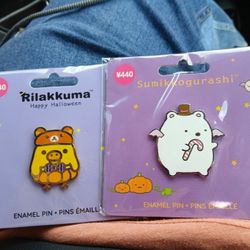 Rilakkuma
Happy Halloween
ENAMEL PIN • PINS ÉMAILLÉ
¥440
Sumikkogurashi
ENAMEL PIN • PINS ÉMAILLÉ